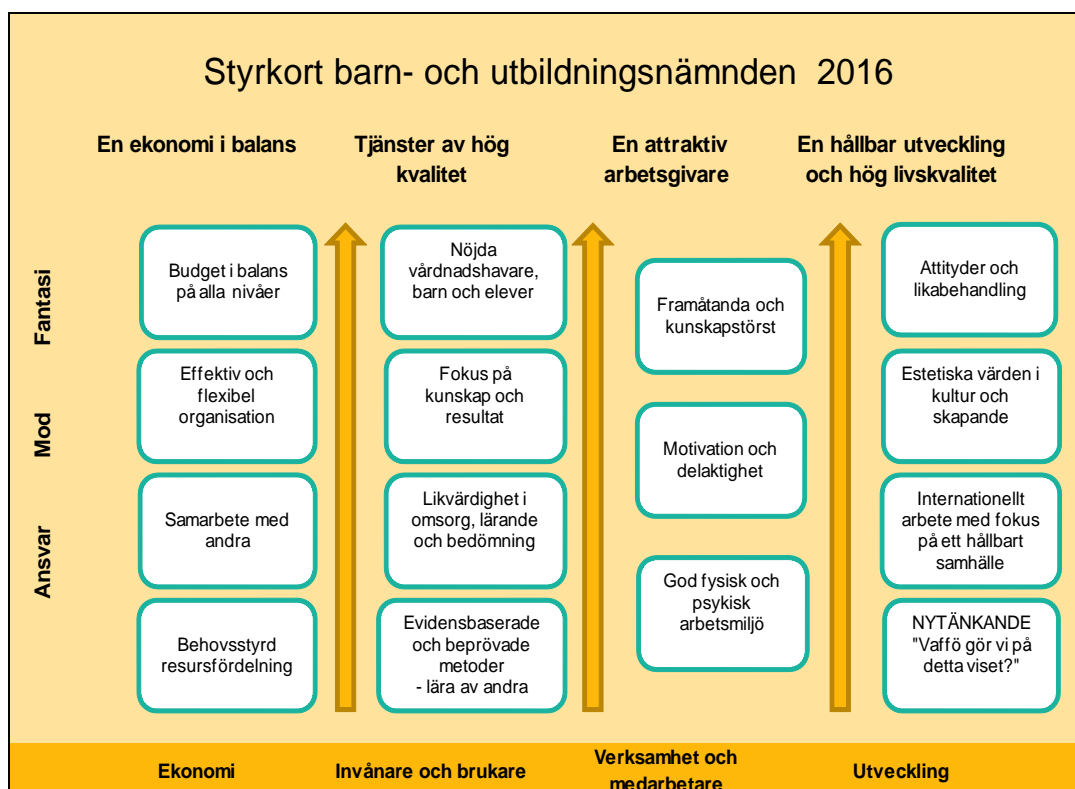 Styrkort barn- och utbildningsnämnden 2016
En ekonomi i balans
Tjänster av hög
kvalitet
En attraktiv
arbetsgivare
En hållbar utveckling
och hög livskvalitet
Fantasi
Mod
Ansvar
Budget i balans
på alla nivåer
Effektiv och
flexibel
organisation
Samarbete med
andra
Behovsstyrd
resursfördelning
Nöjda
vårdnadshavare,
barn och elever
Fokus på
kunskap och
resultat
Likvärdighet i
omsorg, lärande
och bedömning
Evidensbaserade
och beprövade
metoder
- lära av andra
Framåtanda och
kunskapstörst
Motivation och
delaktighet
God fysisk och
psykisk
arbetsmiljö
Attityder och
likabehandling
Estetiska värden i
kultur och
skapande
Internationellt
arbete med fokus
på ett hållbart
samhälle
NYTÄNKANDE
"Vaffö gör vi på
detta viset?"
Ekonomi
Invånare och brukare
Verksamhet och
medarbetare
Utveckling